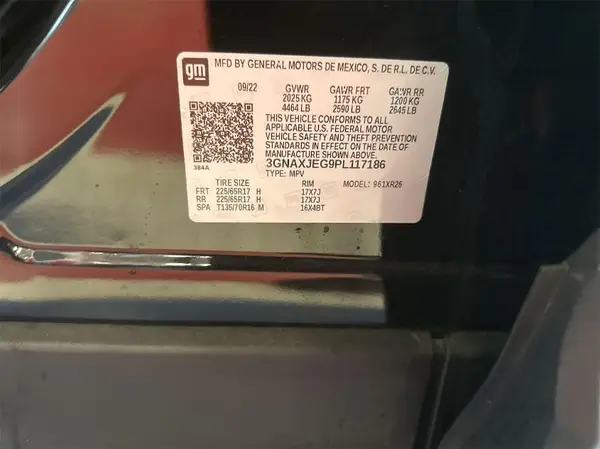 gm
MFD BY GENERAL MOTORS DE MEXICO, S. DE R.L. DE C.V.
09/22 GVWR GAWR FRT GAWR RR
2025 KG 1175 KG 1200 KG
4464 LB 2590 LB 2645 LB
THIS VEHICLE CONFORMS TO ALL
APPLICABLE U.S. FEDERAL MOTOR
VEHICLE SAFETY AND THEFT PREVENTION
STANDARDS IN EFFECT ON THE DATE OF
MANUFACTURE SHOWN ABOVE.
384A 3GNAXJEG9PL117186
TYPE: MPV
TIRE SIZE RIM MODEL: 961XR26
FRT 225/65R17 H 17X7J
RR 225/65R17 H 17X7J
SPA T135/70R16 M 16X4BT